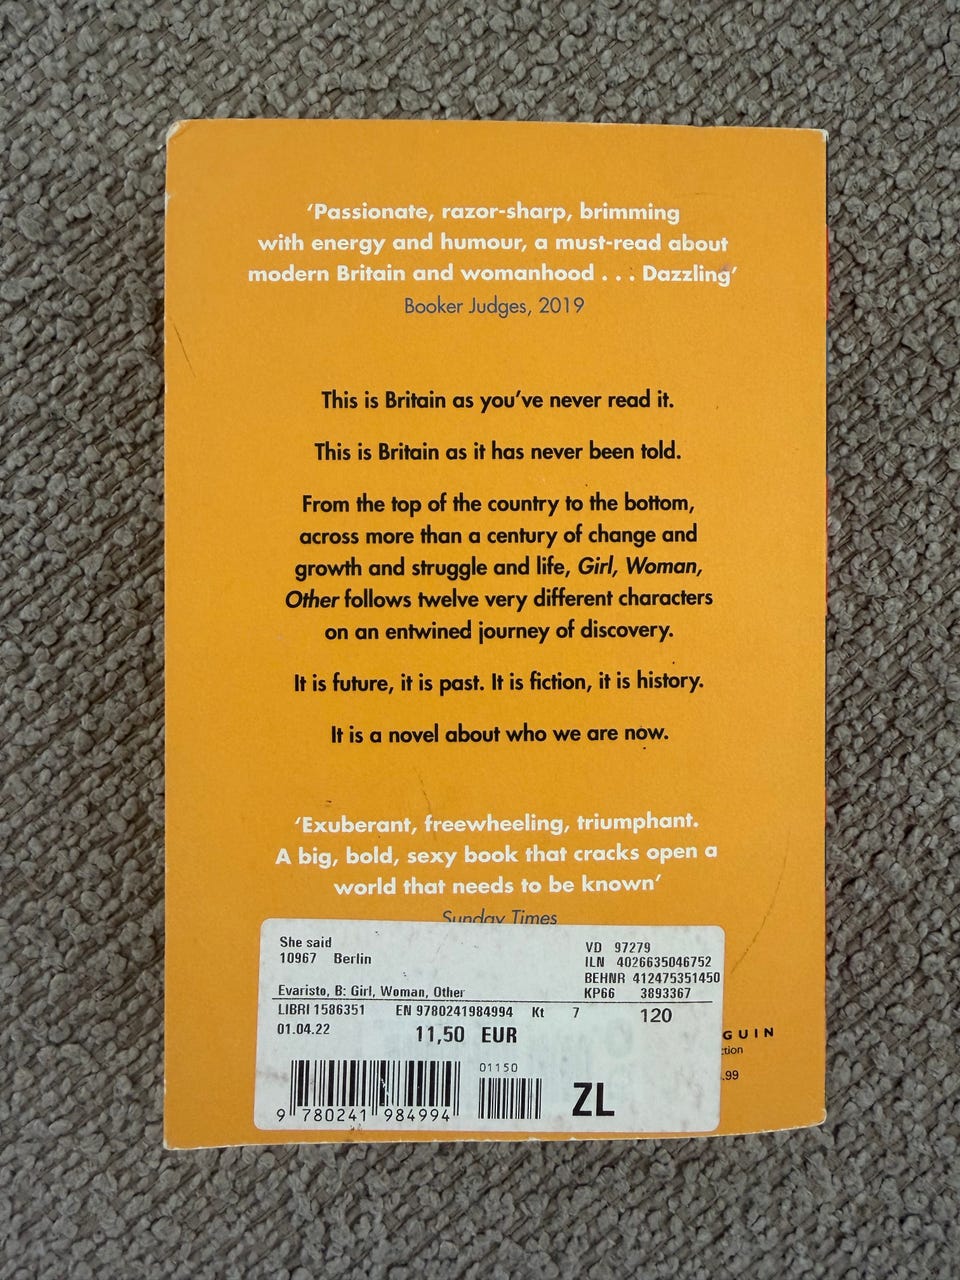 ‘Passionate, razor-sharp, brimming
with energy and humour, a must-read about
modern Britain and womanhood . . . Dazzling’
Booker Judges, 2019
This is Britain as you’ve never read it.
This is Britain as it has never been told.
From the top of the country to the bottom,
across more than a century of change and
growth and struggle and life, Girl, Woman,
Other follows twelve very different characters
on an entwined journey of discovery.
It is future, it is past. It is fiction, it is history.
It is a novel about who we are now.
‘Exuberant, freewheeling, triumphant.
A big, bold, sexy book that cracks open a
world that needs to be known’
Sunday Times
She said
10967 Berlin
VD 97279
ILN 4026635046752
BEHNR 412475351450
KP66 3893367
Evaristo, B: Girl, Woman, Other
LIBRI 1586351 EN 9780241984994 Kt 7 120
01.04.22 11,50 EUR
01150
9 780241 984994
ZL
GUIN
ction
.99